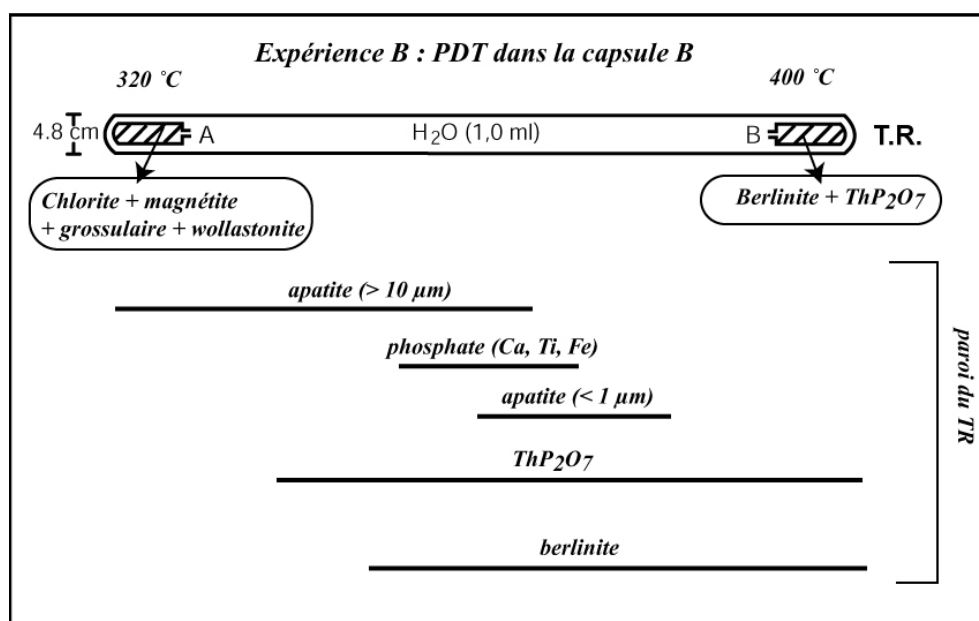 Expérience B : PDT dans la capsule B
320 °C
400 °C
4.8 cm
A
H2O (1,0 ml)
B
T.R.
Chlorite + magnétite
+ grossulaire + wollastonite
Berlinite + ThP2O7
apatite (> 10 µm)
phosphate (Ca, Ti, Fe)
apatite (< 1 µm)
ThP2O7
berlinite
paroi du TR